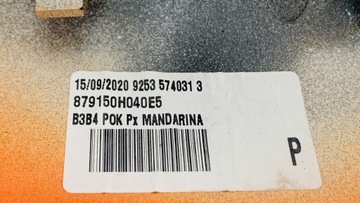 15/09/2020 9253 574031 3
879150H040E5
B3B4 POK Px MANDARINA
P